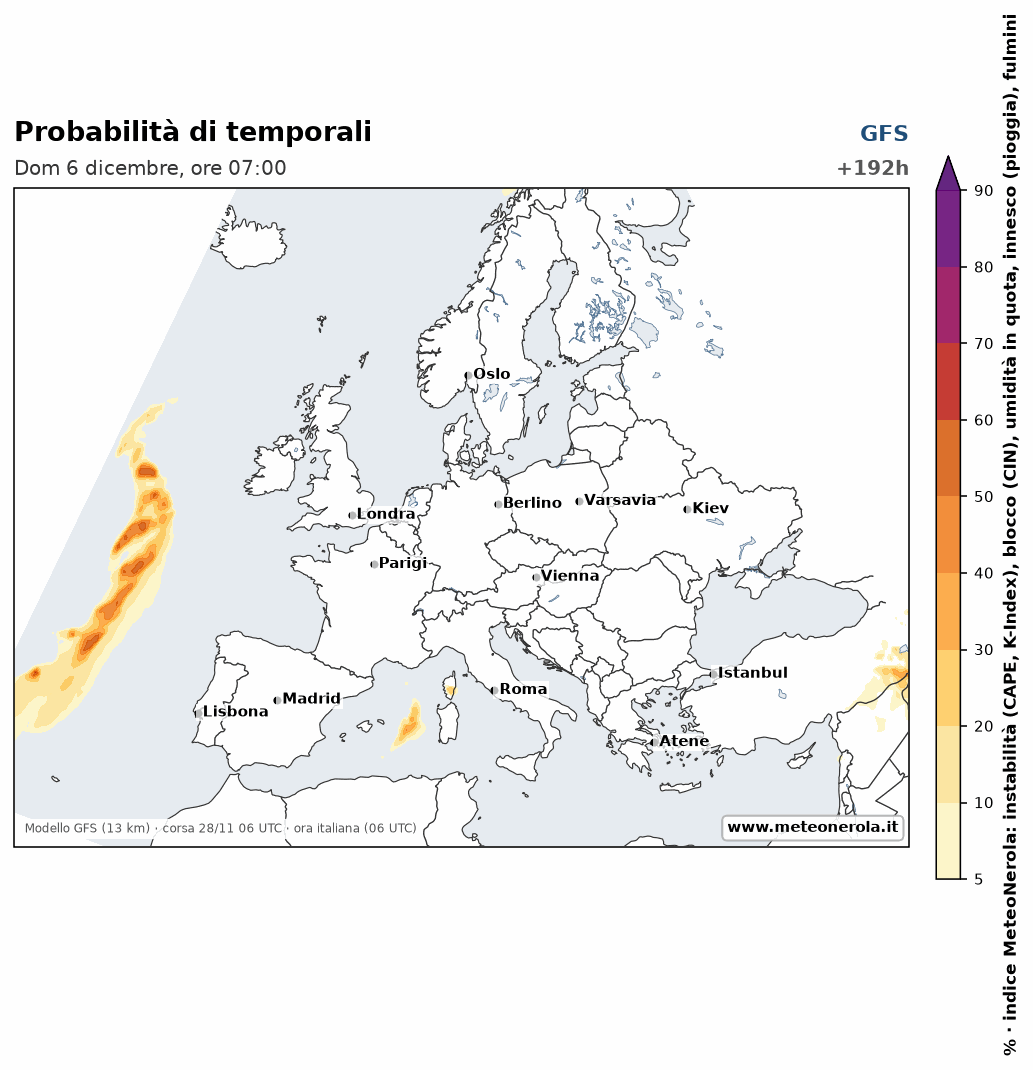 Probabilità di temporali
GFS
Dom 6 dicembre, ore 07:00
+192h
Oslo
Londra
Berlino
Varsavia
Kiev
Parigi
Vienna
Istanbul
Roma
Madrid
Lisbona
Atene
Modello GFS (13 km) · corsa 28/11 06 UTC · ora italiana (06 UTC)
www.meteonerola.it
90
80
70
60
50
40
30
20
10
5
% · indice MeteoNerola: instabilità (CAPE, K-Index), blocco (CIN), umidità in quota, innesco (pioggia), fulmini